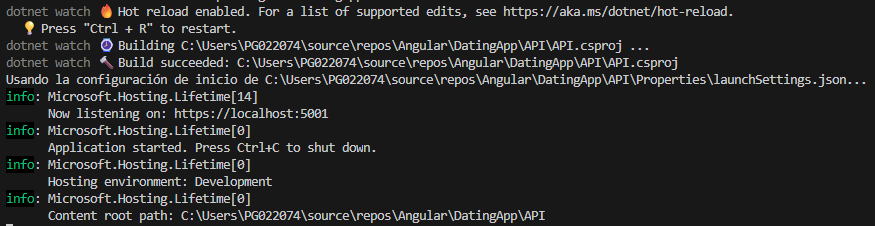 dotnet watch 🔥 Hot reload enabled. For a list of supported edits, see https://aka.ms/dotnet/hot-reload.
💡 Press "Ctrl + R" to restart.
dotnet watch ⌚ Building C:\Users\PG022074\source\repos\Angular\DatingApp\API\API.csproj ...
dotnet watch 🔨 Build succeeded: C:\Users\PG022074\source\repos\Angular\DatingApp\API\API.csproj
Usando la configuración de inicio de C:\Users\PG022074\source\repos\Angular\DatingApp\API\Properties\launchSettings.json...
info: Microsoft.Hosting.Lifetime[14]
Now listening on: https://localhost:5001
info: Microsoft.Hosting.Lifetime[0]
Application started. Press Ctrl+C to shut down.
info: Microsoft.Hosting.Lifetime[0]
Hosting environment: Development
info: Microsoft.Hosting.Lifetime[0]
Content root path: C:\Users\PG022074\source\repos\Angular\DatingApp\API